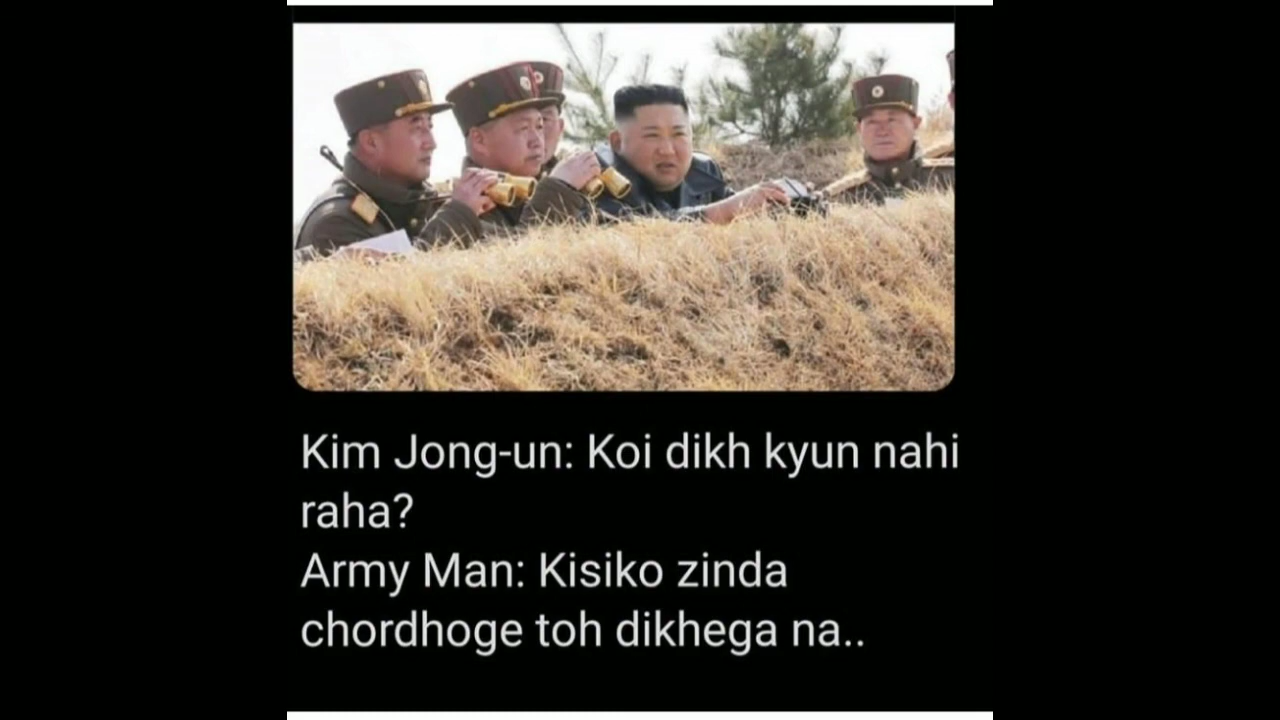 Kim Jong-un: Koi dikh kyun nahi
raha?
Army Man: Kisiko zinda
chordhoge toh dikhega na..